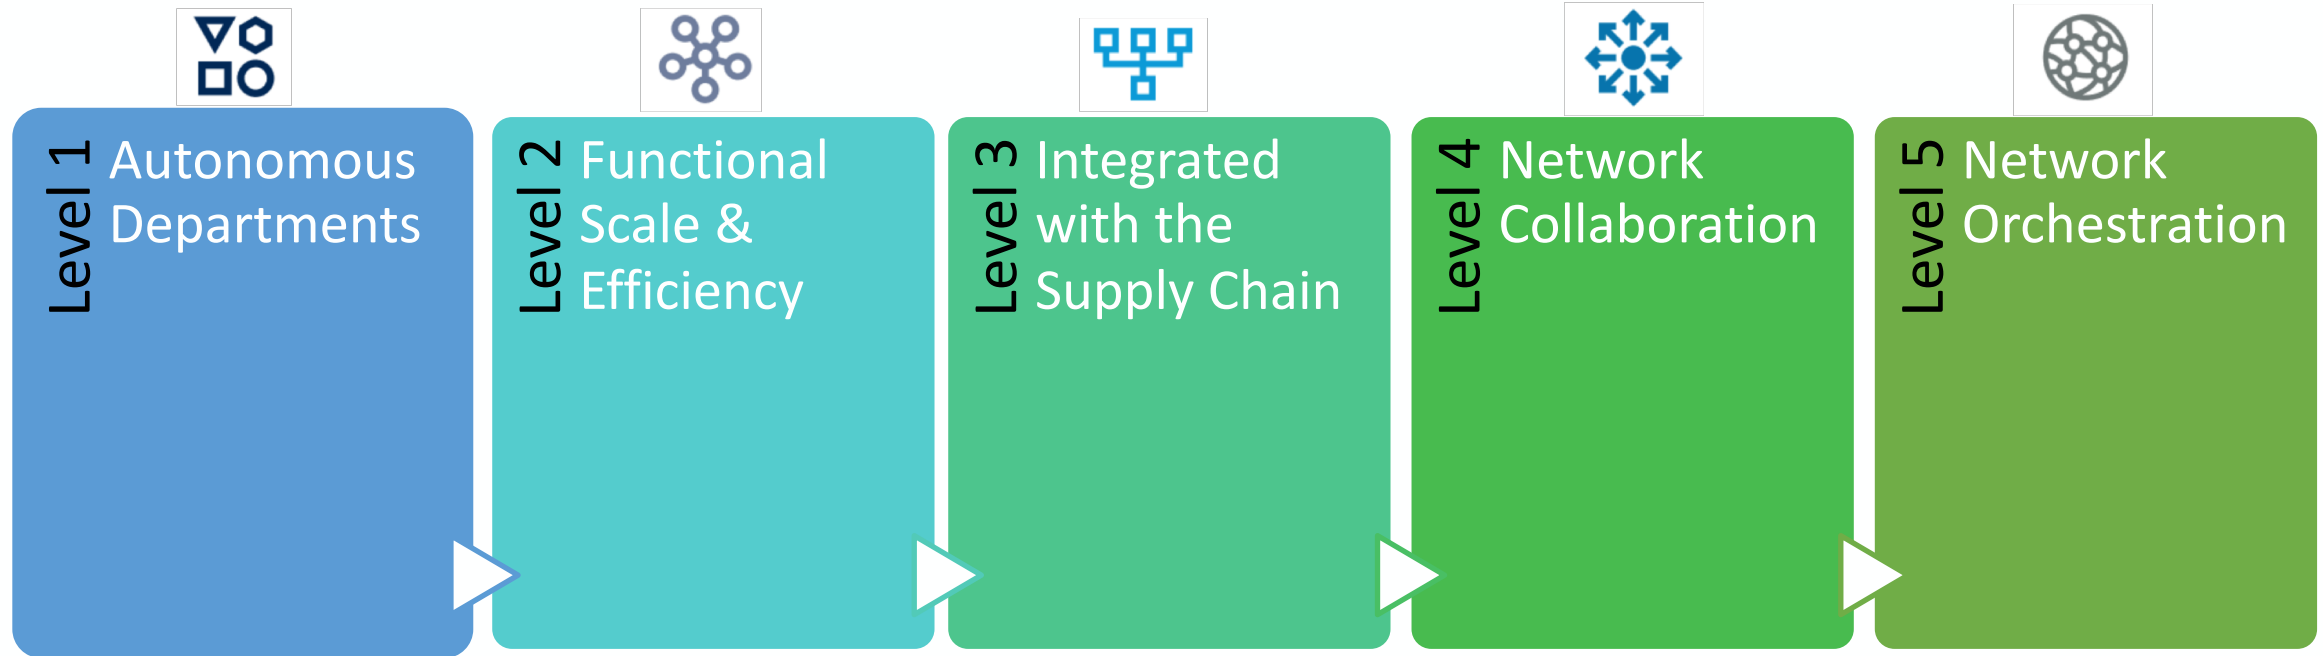 Level 1
Autonomous
Departments
Level 2
Functional
Scale &
Efficiency
Level 3
Integrated
with the
Supply Chain
Level 4
Network
Collaboration
Level 5
Network
Orchestration